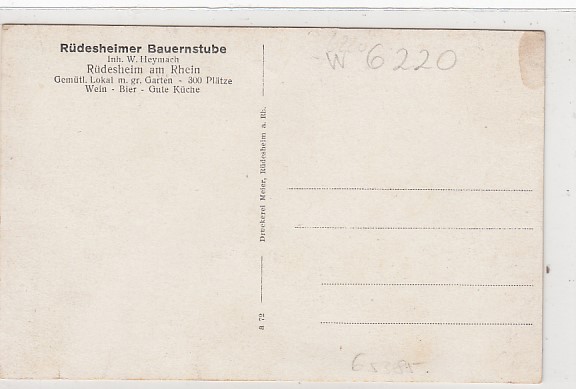 Rüdesheimer Bauernstube
Inh. W. Heymach
Rüdesheim am Rhein
Gemütl. Lokal m. gr. Garten - 300 Plätze
Wein - Bier - Gute Küche
Druckerei Meier, Rüdesheim a. Rh.
a 72
W 6220